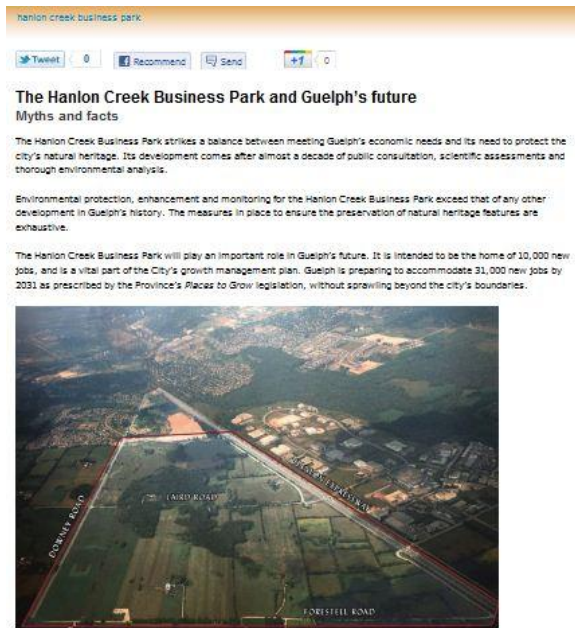 hanlon creek business park
Tweet 0 Recommend Send +1 0
The Hanlon Creek Business Park and Guelph's future
Myths and facts
The Hanlon Creek Business Park strikes a balance between meeting Guelph's economic needs and its need to protect the
city's natural heritage. Its development comes after almost a decade of public consultation, scientific assessments and
thorough environmental analysis.
Environmental protection, enhancement and monitoring for the Hanlon Creek Business Park exceed that of any other
development in Guelph's history. The measures in place to ensure the preservation of natural heritage features are
exhaustive.
The Hanlon Creek Business Park will play an important role in Guelph's future. It is intended to be the home of 10,000 new
jobs, and is a vital part of the City's growth management plan. Guelph is preparing to accommodate 31,000 new jobs by
2031 as prescribed by the Province's Places to Grow legislation, without sprawling beyond the city's boundaries.
DOWNEY ROAD
LAIRD ROAD
HANLON EXPRESSWAY
FORESTELL ROAD